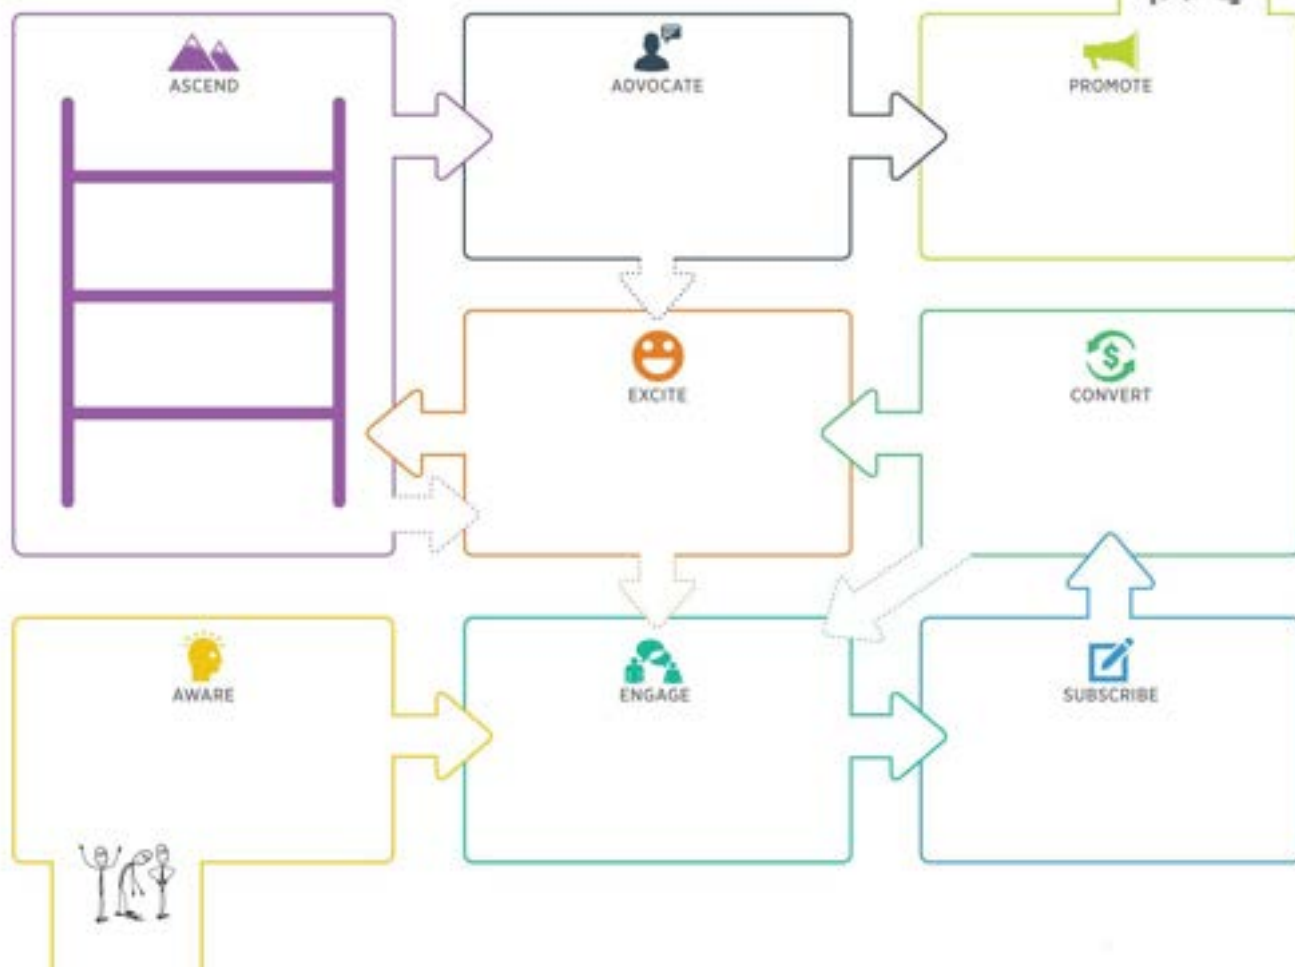 ASCEND
ADVOCATE
PROMOTE
EXCITE
CONVERT
AWARE
ENGAGE
SUBSCRIBE